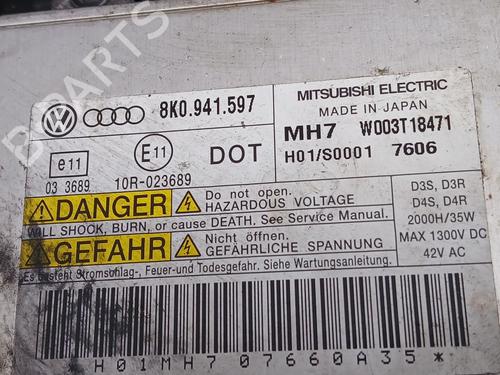 B-PARTS
8K0.941.597
MITSUBISHI ELECTRIC
MADE IN JAPAN
MH7 W003T18471
H01/S0001 7606
e11
03 3689
E11
10R-023689
DOT
DANGER
Do not open.
HAZARDOUS VOLTAGE
WILL SHOCK, BURN, or cause DEATH. See Service Manual.
GEFAHR
Nicht öffnen.
GEFÄHRLICHE SPANNUNG
Es besteht Stromschlag-, Feuer-und Todesgefahr. Siehe Wartungsanleitung.
D3S, D3R
D4S, D4R
2000H/35W
MAX 1300V DC
42V AC
*H01MH707660A35*